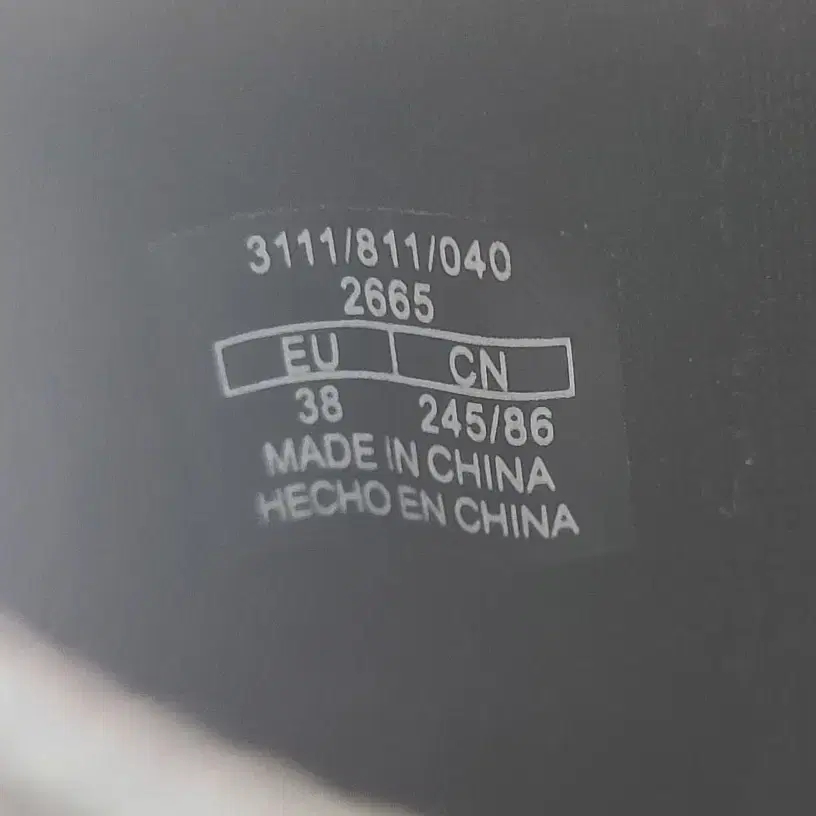 3111/811/040
2665
EU CN
38 245/86
MADE IN CHINA
HECHO EN CHINA